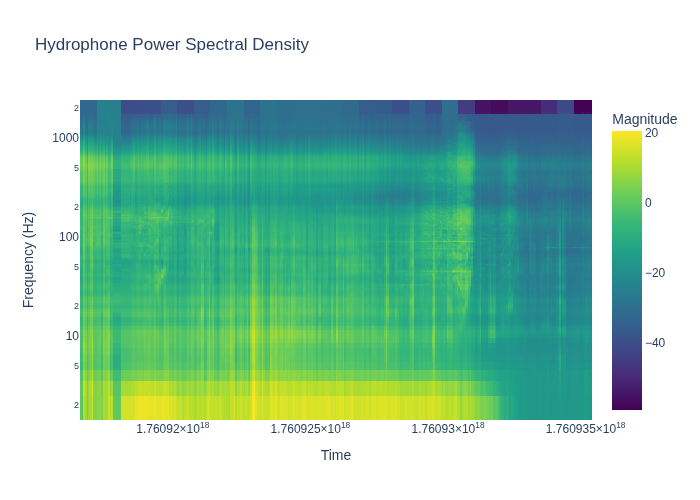 Hydrophone Power Spectral Density
Magnitude
20
0
−20
−40
2
1000
5
2
100
5
2
10
5
2
Frequency (Hz)
1.76092×10¹⁸ 1.760925×10¹⁸ 1.76093×10¹⁸ 1.760935×10¹⁸
Time